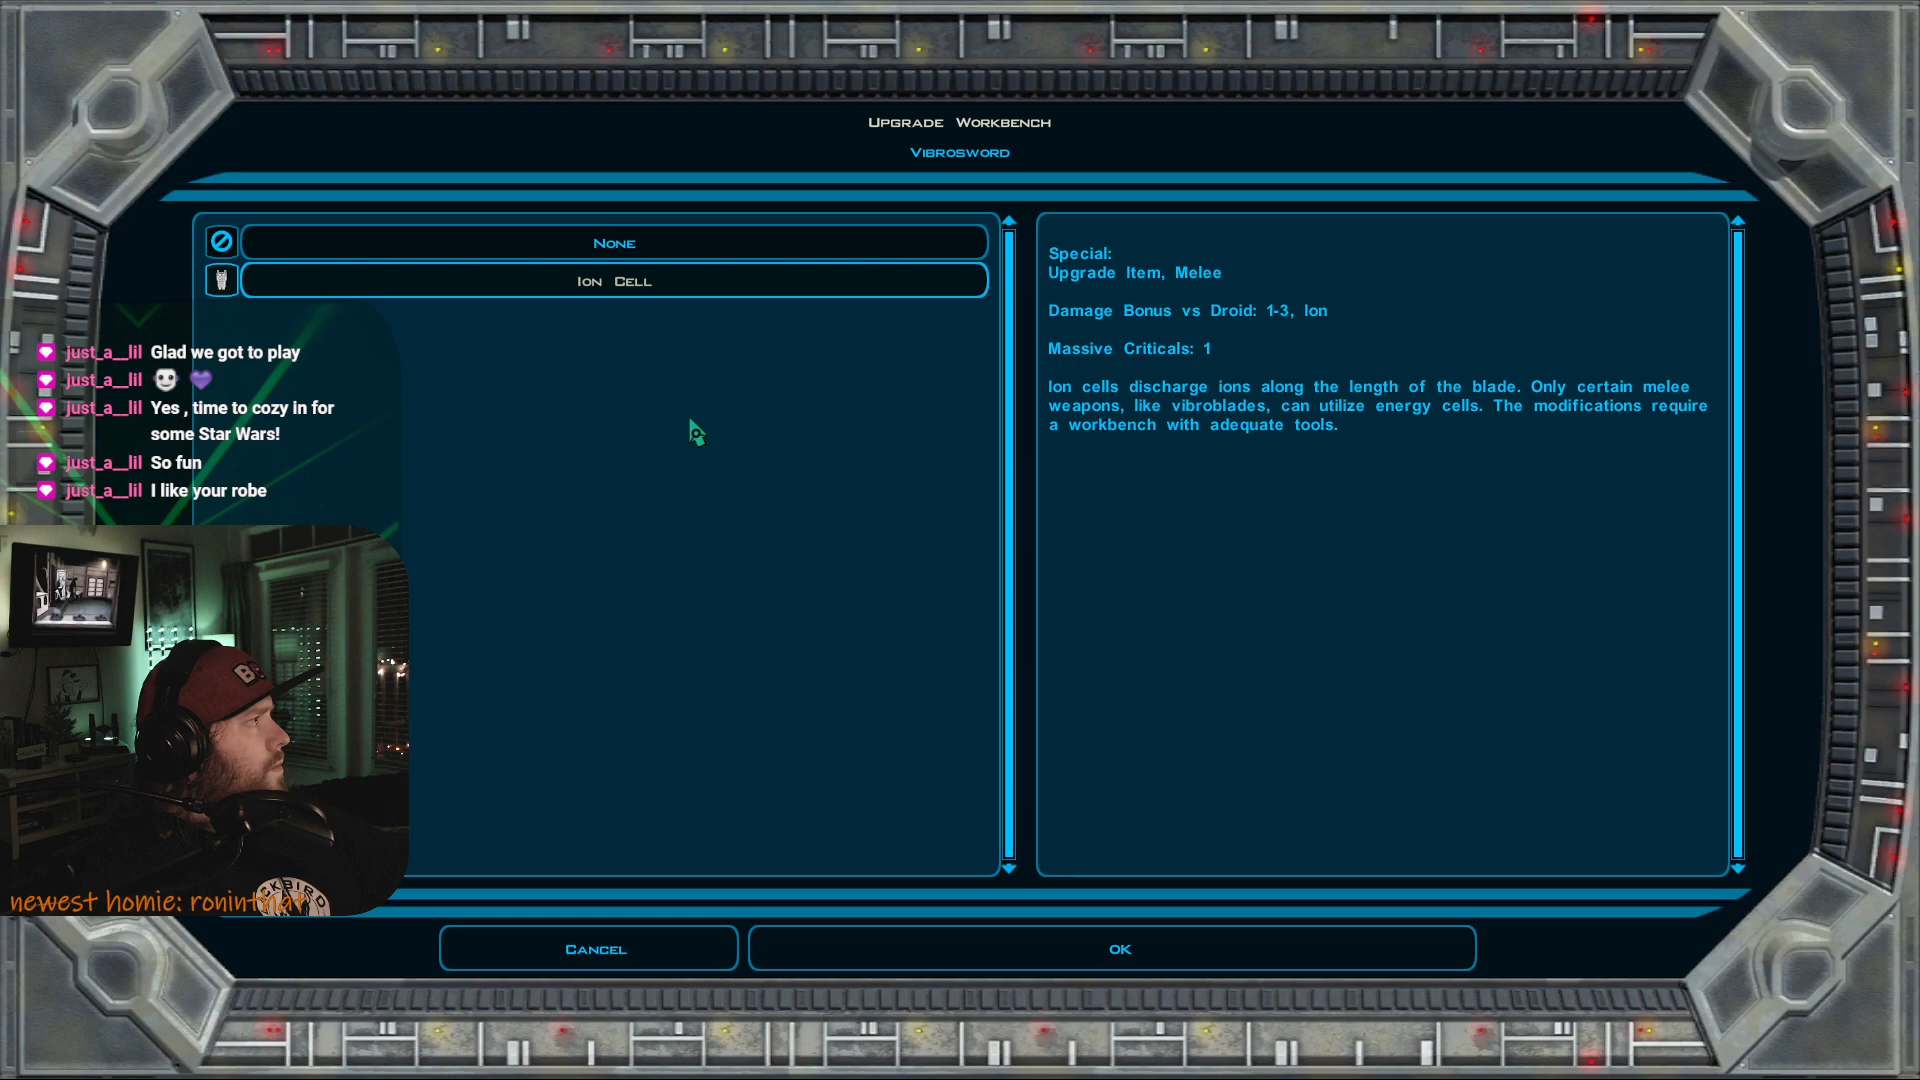 Upgrade Workbench
Vibrosword
None
Ion Cell
Special:
Upgrade Item, Melee
Damage Bonus vs Droid: 1-3, Ion
Massive Criticals: 1
Ion cells discharge ions along the length of the blade. Only certain melee
weapons, like vibroblades, can utilize energy cells. The modifications require
a workbench with adequate tools.
just_a__lil Glad we got to play
just_a__lil
just_a__lil Yes , time to cozy in for
some Star Wars!
just_a__lil So fun
just_a__lil I like your robe
newest homie: roninthat
Cancel
OK